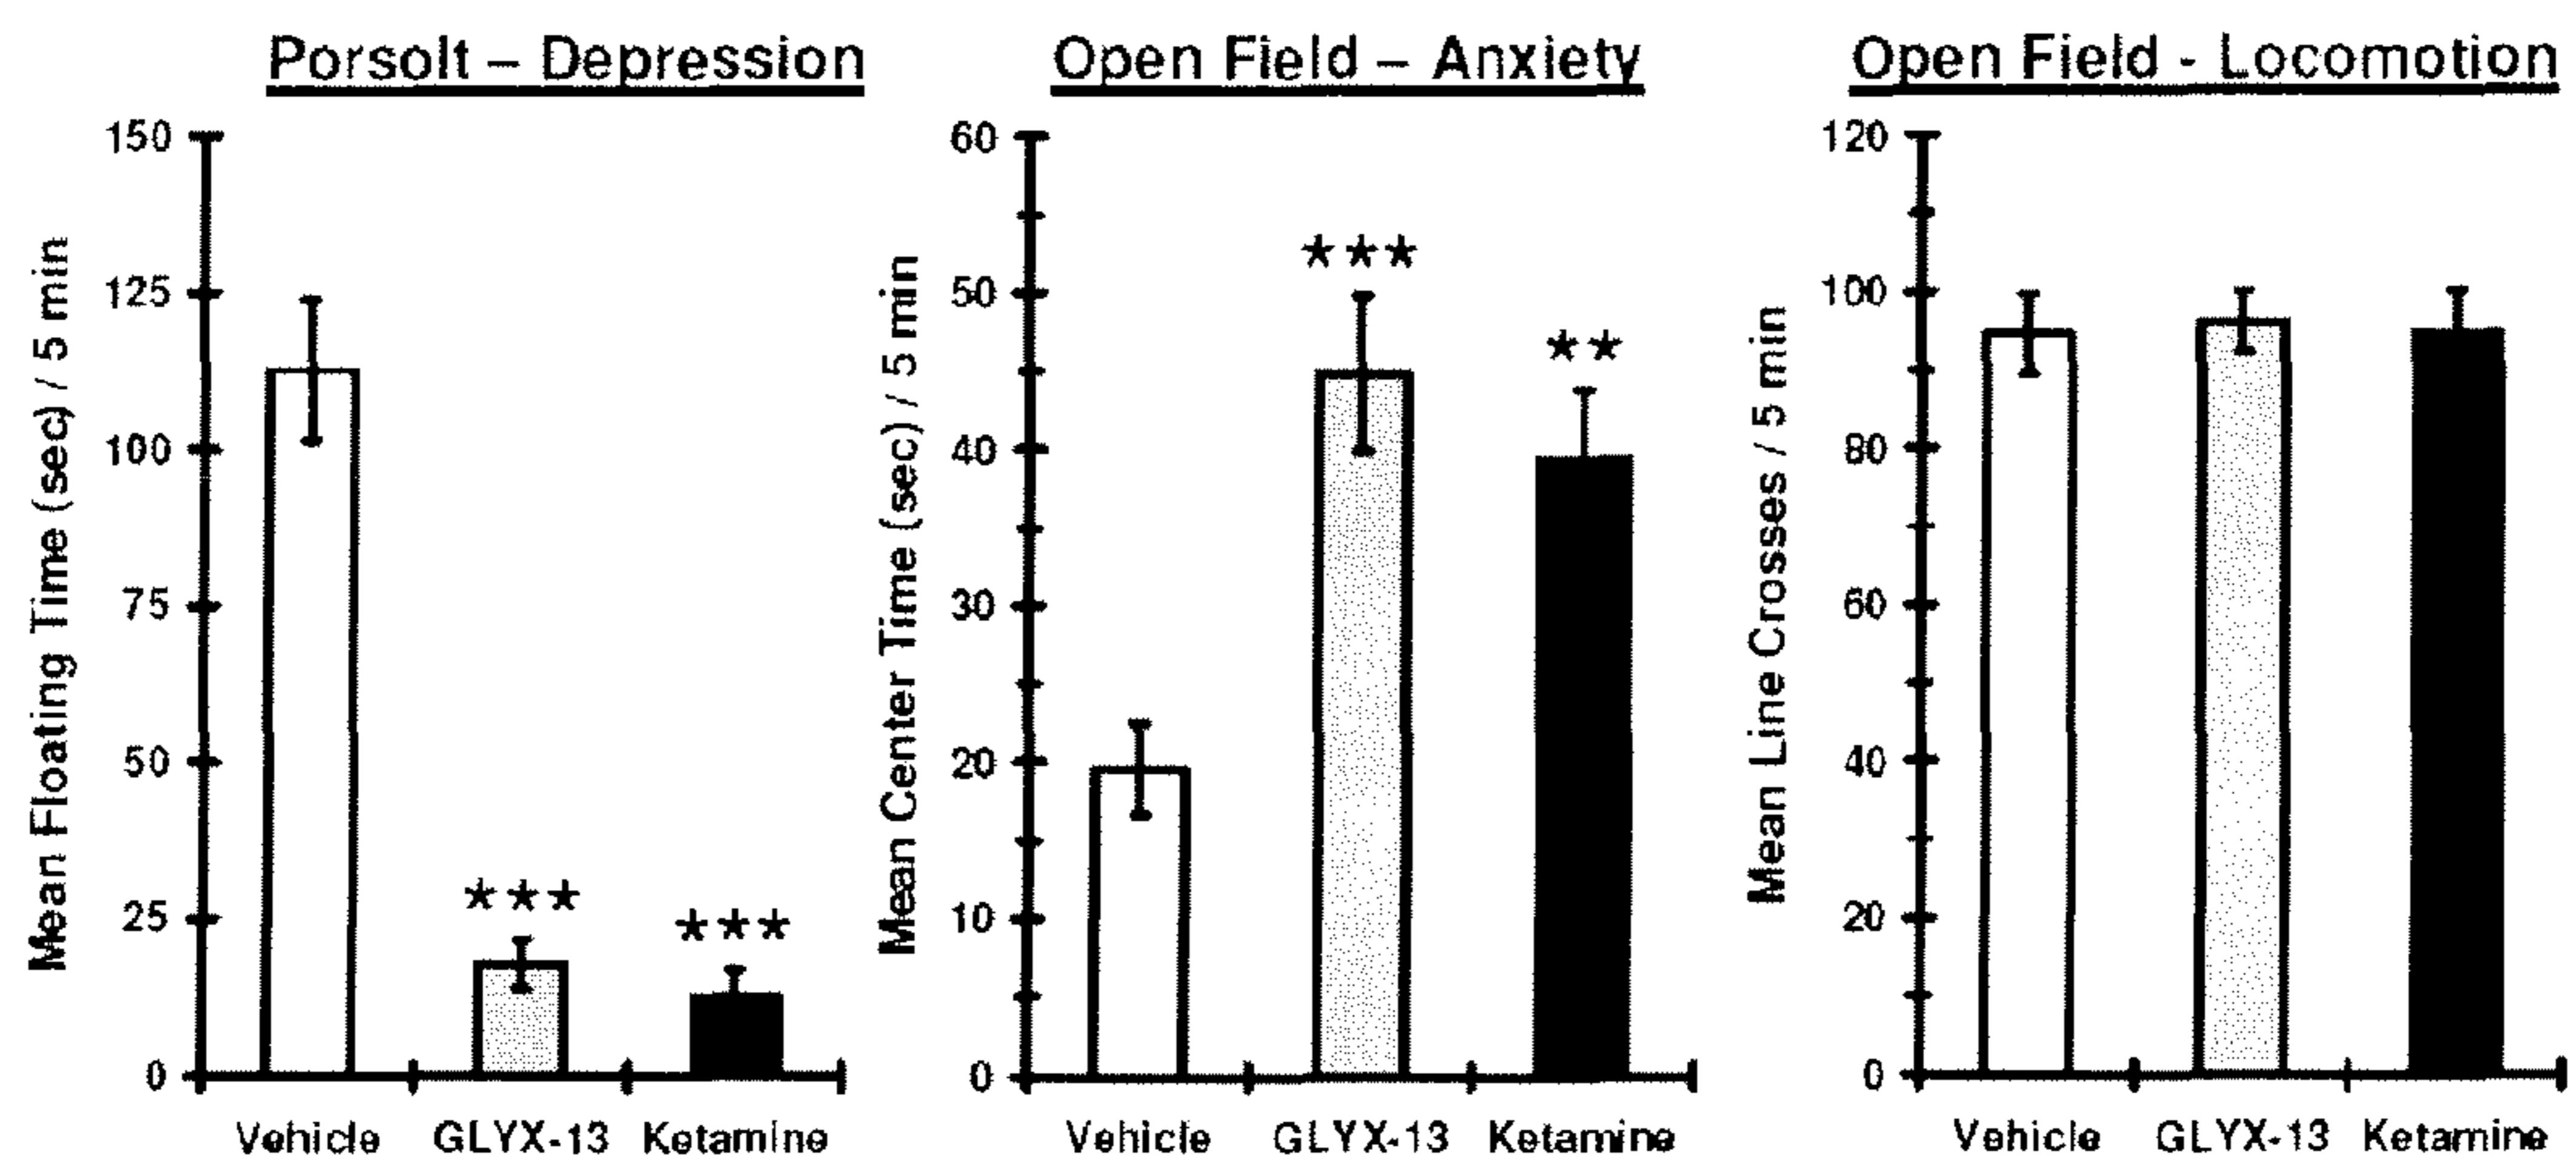 Porsolt – Depression
Mean Floating Time (sec) / 5 min
150
125
100
75
50
25
0
***
***
Vehicle GLYX-13 Ketamine
Open Field – Anxiety
Mean Center Time (sec) / 5 min
60
50
40
30
20
10
0
***
**
Vehicle GLYX-13 Ketamine
Open Field - Locomotion
Mean Line Crosses / 5 min
120
100
80
60
40
20
0
Vehicle GLYX-13 Ketamine